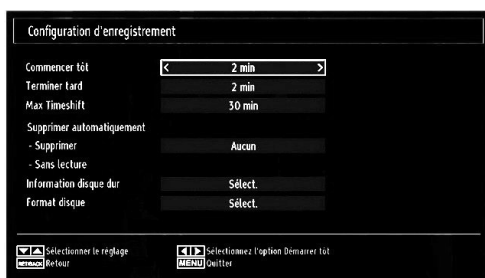 Configuration d'enregistrement
Commencer tôt < 2 min >
Terminer tard 2 min
Max Timeshift 30 min
Supprimer automatiquement
- Supprimer Aucun
- Sans lecture
Information disque dur Sélect.
Format disque Sélect.
Sélectionner le réglage Sélectionnez l'option Démarrer tôt
Retour MENU Quitter